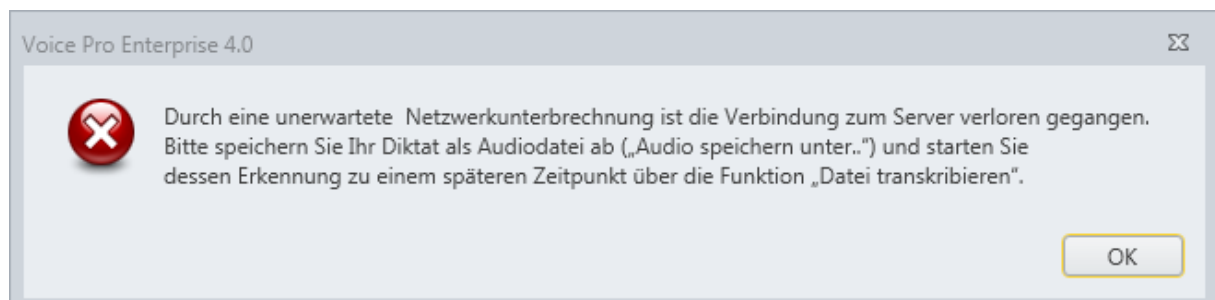 Voice Pro Enterprise 4.0
Durch eine unerwartete  Netzwerkunterbrechnung ist die Verbindung zum Server verloren gegangen.
Bitte speichern Sie Ihr Diktat als Audiodatei ab („Audio speichern unter..“) und starten Sie
dessen Erkennung zu einem späteren Zeitpunkt über die Funktion „Datei transkribieren“.
OK